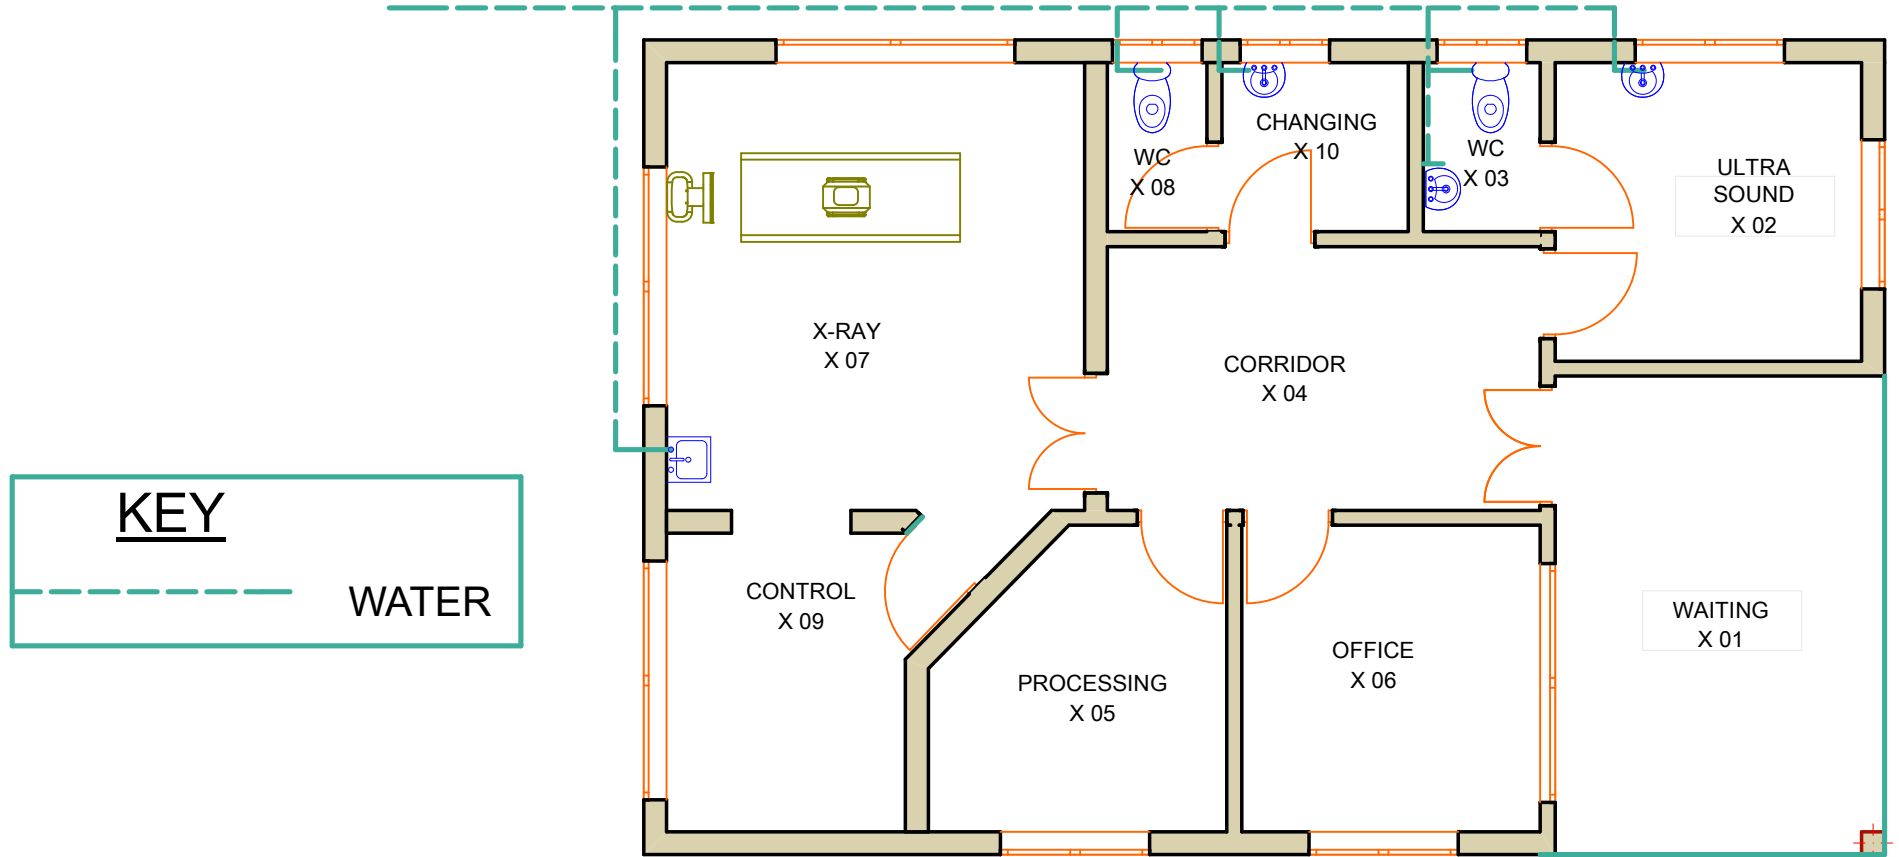 CHANGING
X 10
WC
X 08
WC
X 03
ULTRA
SOUND
X 02
X-RAY
X 07
CORRIDOR
X 04
KEY
WATER
CONTROL
X 09
PROCESSING
X 05
OFFICE
X 06
WAITING
X 01